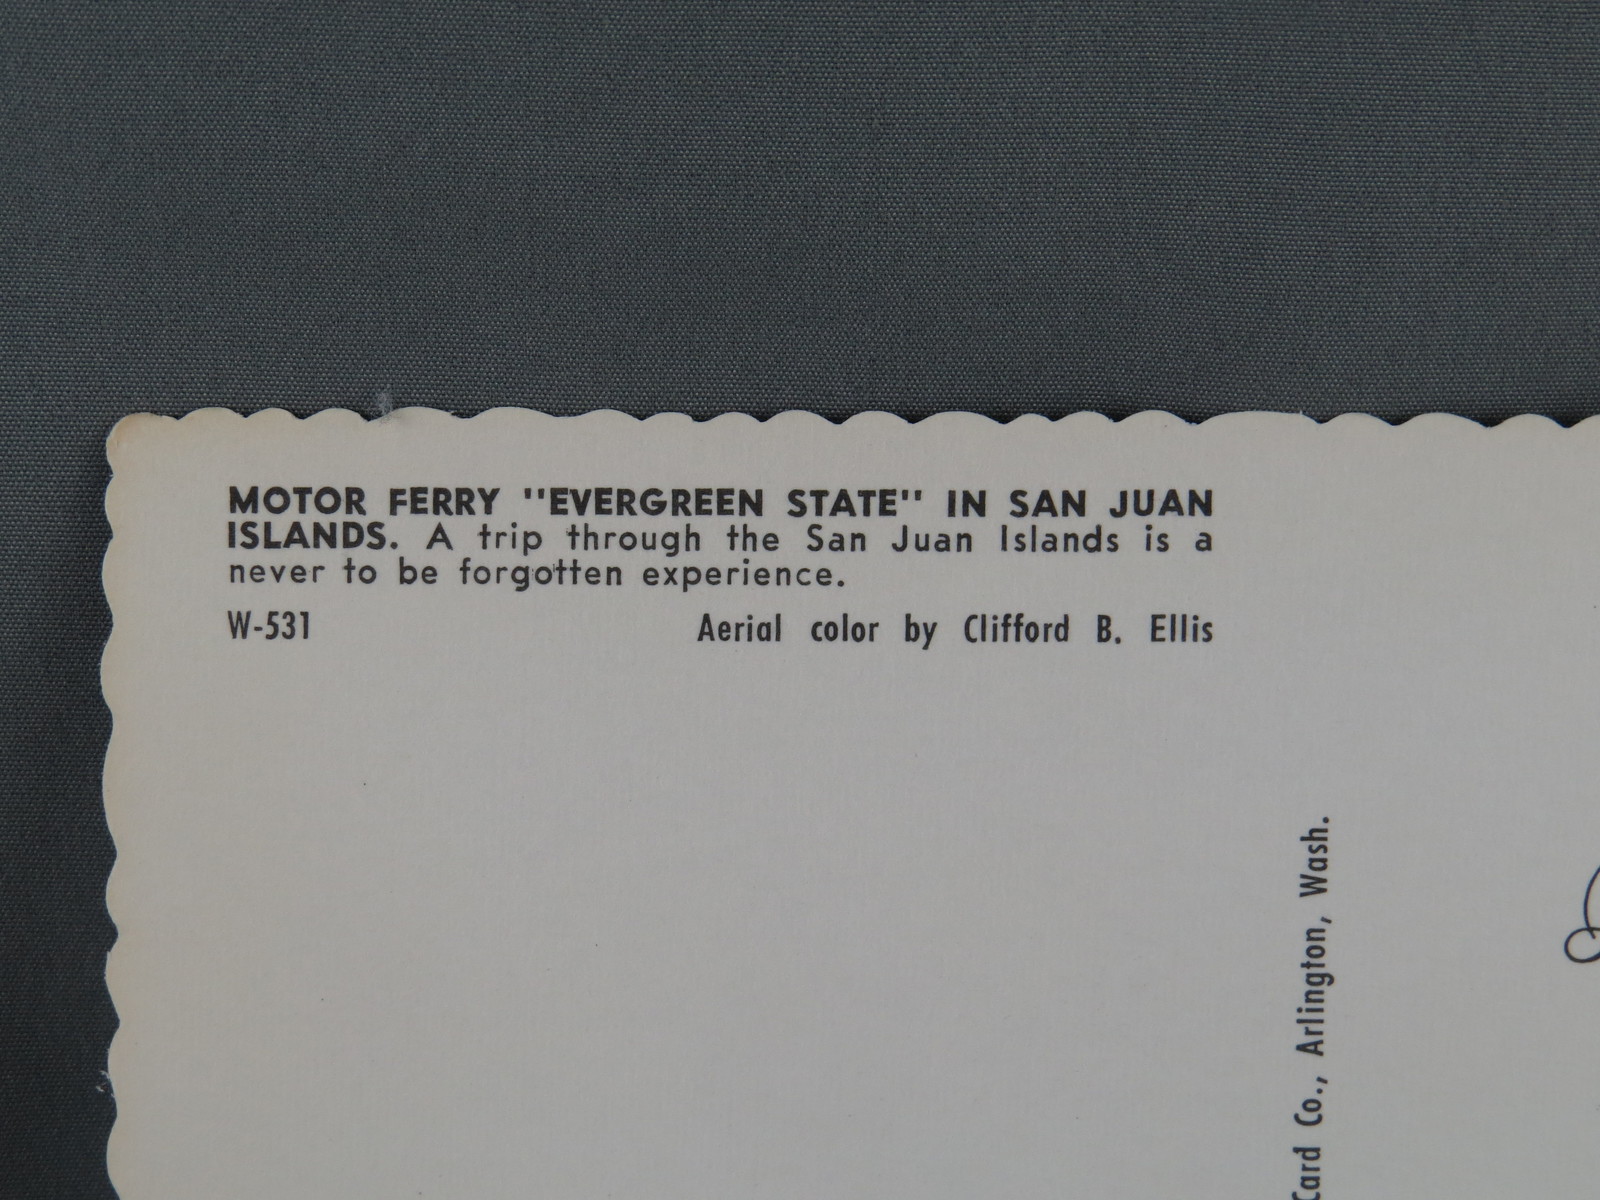 MOTOR FERRY "EVERGREEN STATE" IN SAN JUAN
ISLANDS. A trip through the San Juan Islands is a
never to be forgotten experience.
W-531 Aerial color by Clifford B. Ellis
Card Co., Arlington, Wash.